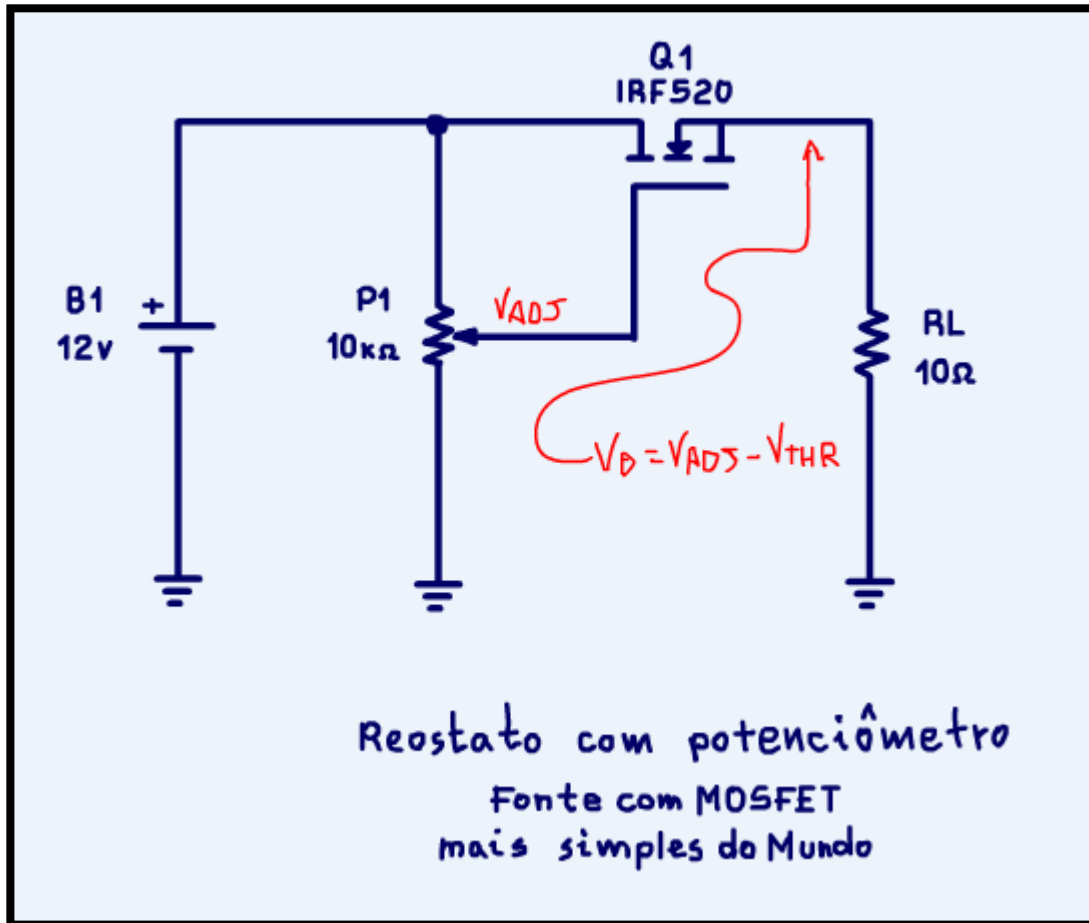 Q1
IRF520
B1
+
12v
P1
10KΩ
VADJ
RL
10Ω
VB = VADJ - VTHR
Reostato com potenciômetro
Fonte com MOSFET
mais simples do Mundo